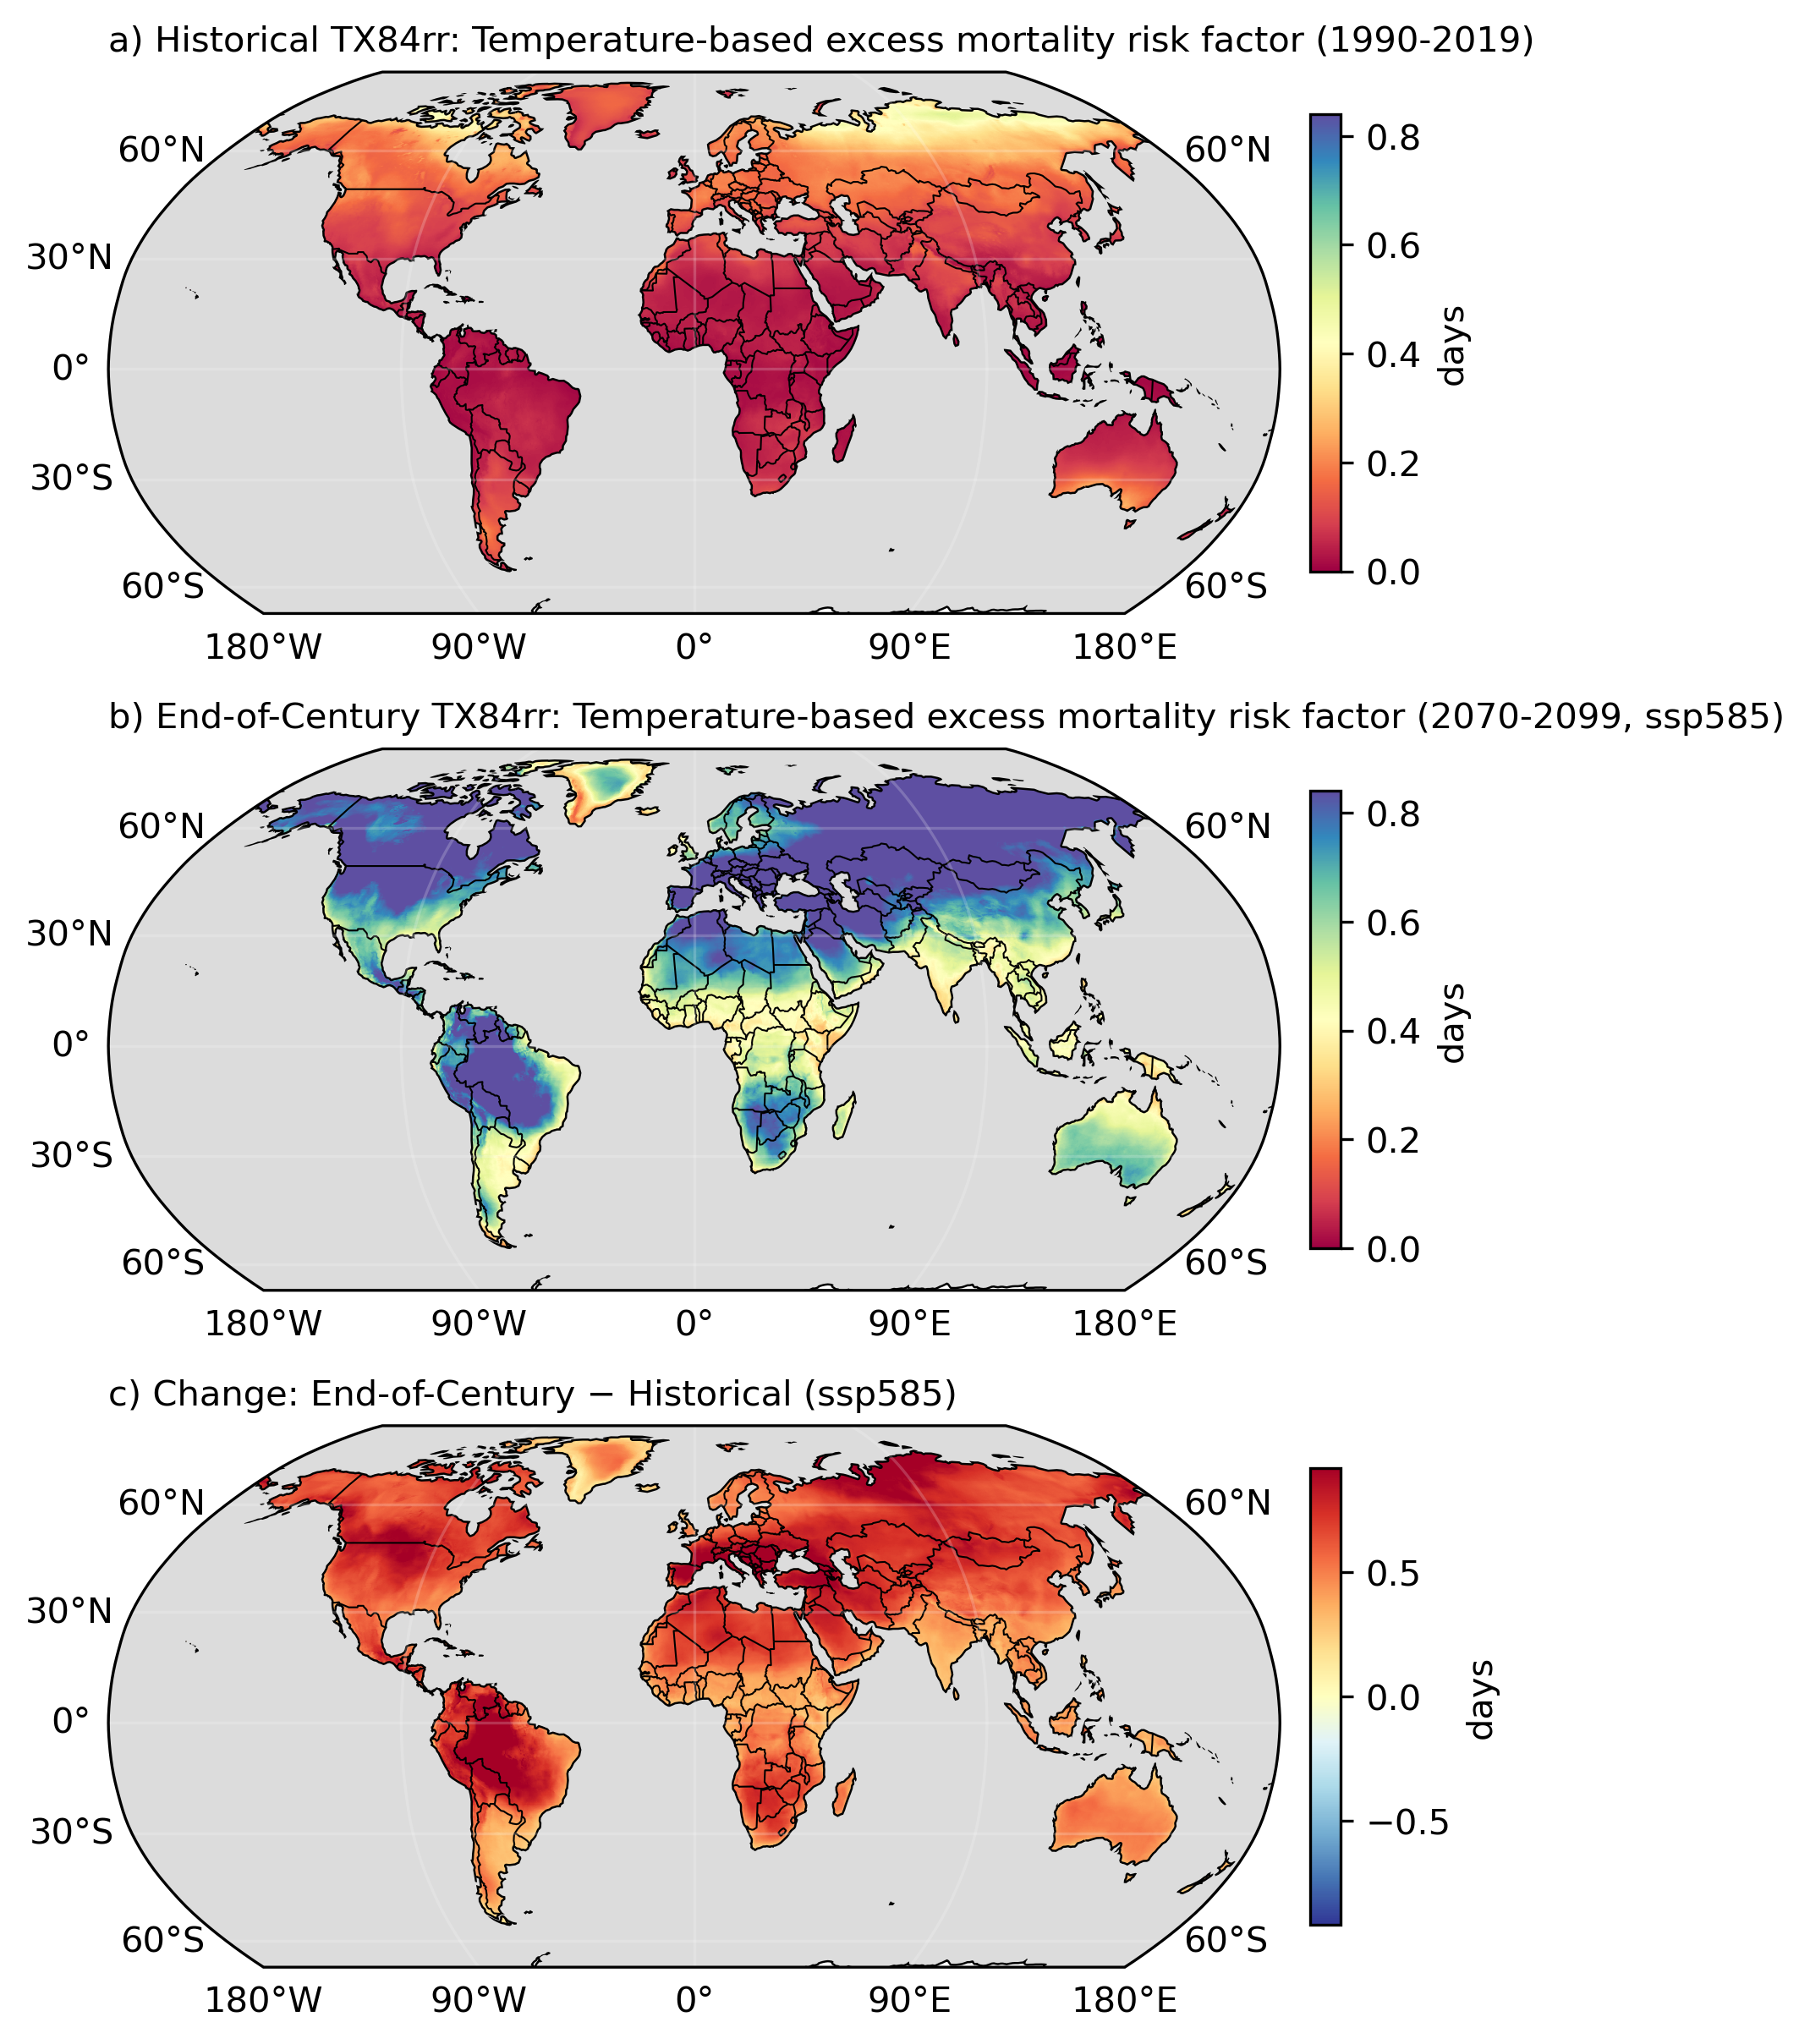 a) Historical TX84rr: Temperature-based excess mortality risk factor (1990-2019)
60°N
60°N
30°N
0°
30°S
60°S
60°S
180°W
90°W
0°
90°E
180°E
0.8
0.6
0.4
0.2
0.0
days
b) End-of-Century TX84rr: Temperature-based excess mortality risk factor (2070-2099, ssp585)
60°N
60°N
30°N
0°
30°S
60°S
60°S
180°W
90°W
0°
90°E
180°E
0.8
0.6
0.4
0.2
0.0
days
c) Change: End-of-Century − Historical (ssp585)
60°N
60°N
30°N
0°
30°S
60°S
60°S
180°W
90°W
0°
90°E
180°E
0.5
0.0
−0.5
days